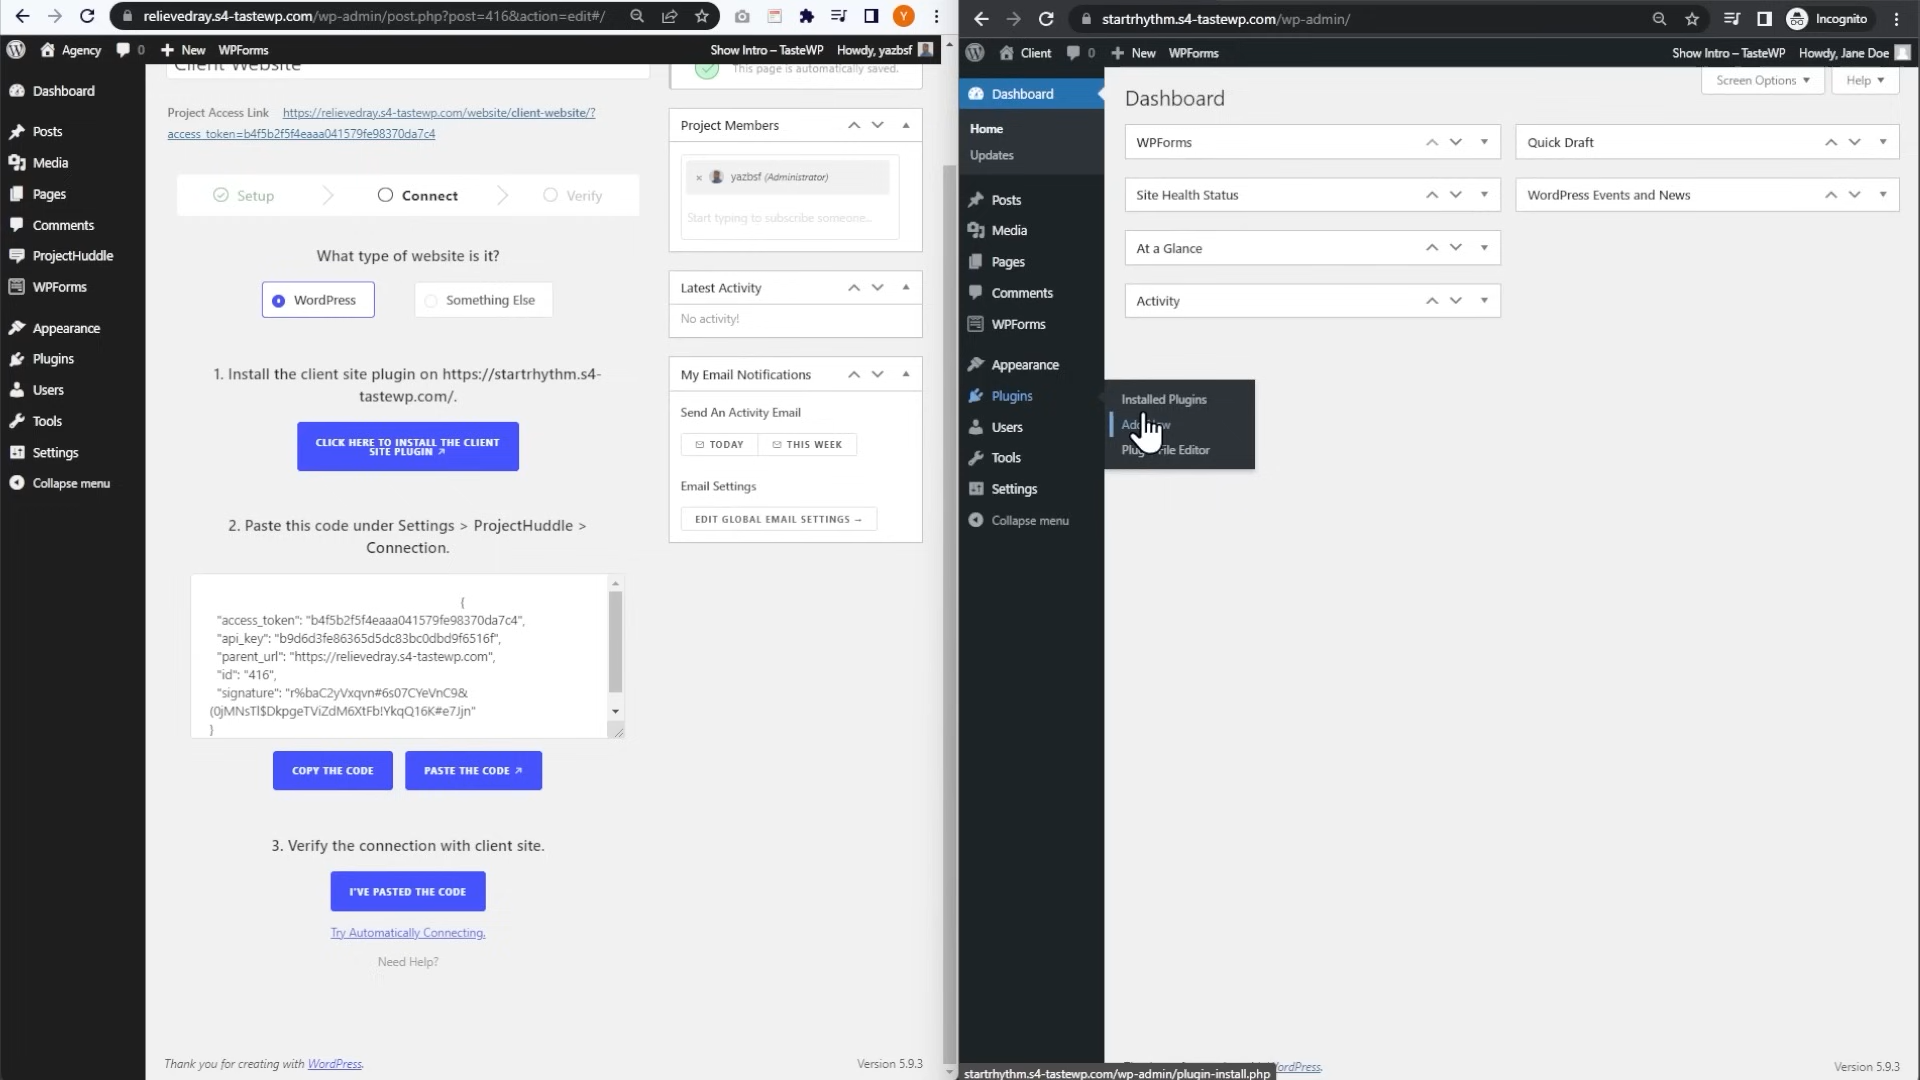 relievedray.s4-tastewp.com/wp-admin/post.php?post=416&action=edit#/
Y
Agency
0
New
WPForms
Show Intro – TasteWP
Howdy, yazbsf
Dashboard
Posts
Media
Pages
Comments
ProjectHuddle
WPForms
Appearance
Plugins
Users
Tools
Settings
Collapse menu
Client Website
Project Access Link https://relievedray.s4-tastewp.com/website/client-website/?
access_token=b4f5b2f5f4eaaa041579fe98370da7c4
Setup
Connect
Verify
What type of website is it?
WordPress
Something Else
1. Install the client site plugin on https://startrhythm.s4-
tastewp.com/.
CLICK HERE TO INSTALL THE CLIENT
SITE PLUGIN ↗
2. Paste this code under Settings > ProjectHuddle >
Connection.
{
"access_token": "b4f5b2f5f4eaaa041579fe98370da7c4",
"api_key": "b9d6d3fe86365d5dc83bc0dbd9f6516f",
"parent_url": "https://relievedray.s4-tastewp.com",
"id": "416",
"signature": "r%baC2yVxqvn#6s07CYeVnC9&
(0jMNsTl$DkpgeTViZdM6XtFb!YkqQ16K#e7Jjn"
}
COPY THE CODE
PASTE THE CODE ↗
3. Verify the connection with client site.
I'VE PASTED THE CODE
Try Automatically Connecting.
Need Help?
Thank you for creating with WordPress.
Version 5.9.3
This page is automatically saved.
Project Members
× yazbsf (Administrator)
Start typing to subscribe someone...
Latest Activity
No activity!
My Email Notifications
Send An Activity Email
TODAY
THIS WEEK
Email Settings
EDIT GLOBAL EMAIL SETTINGS →
startrhythm.s4-tastewp.com/wp-admin/
Incognito
Client
0
New
WPForms
Show Intro – TasteWP
Howdy, Jane Doe
Dashboard
Home
Updates
Posts
Media
Pages
Comments
WPForms
Appearance
Plugins
Users
Tools
Settings
Collapse menu
Installed Plugins
Screen Options
Help
Dashboard
WPForms
Quick Draft
Site Health Status
WordPress Events and News
At a Glance
Activity
Version 5.9.3
startrhythm.s4-tastewp.com/wp-admin/plugin-install.php